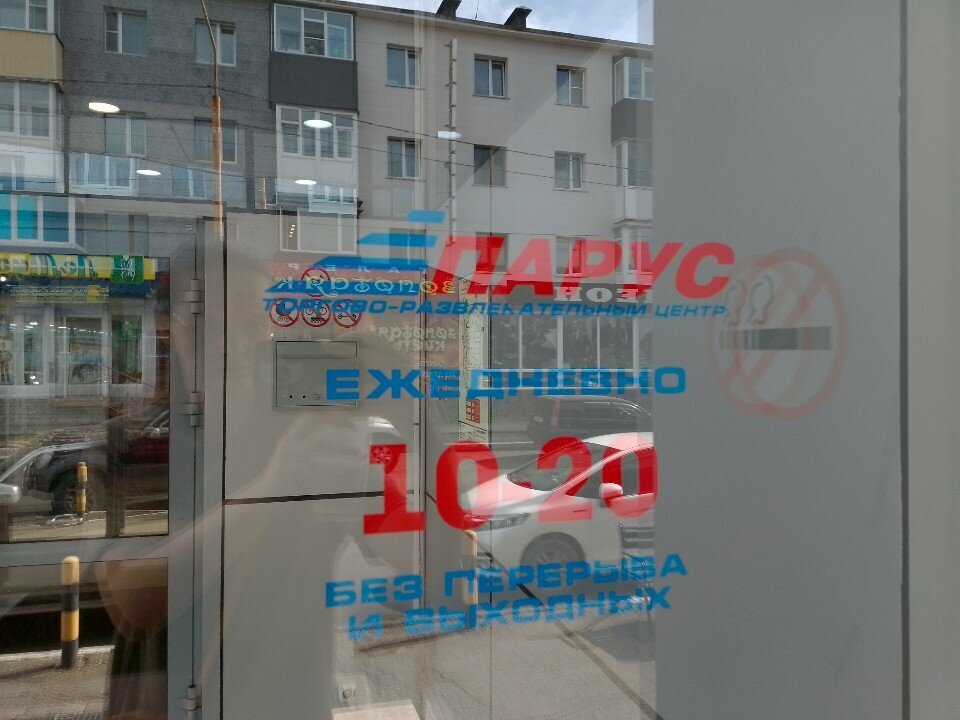 ПАРУС
ТОРГОВО-РАЗВЛЕКАТЕЛЬНЫЙ ЦЕНТР
ЕЖЕДНЕВНО
10-20
БЕЗ ПЕРЕРЫВА
И ВЫХОДНЫХ